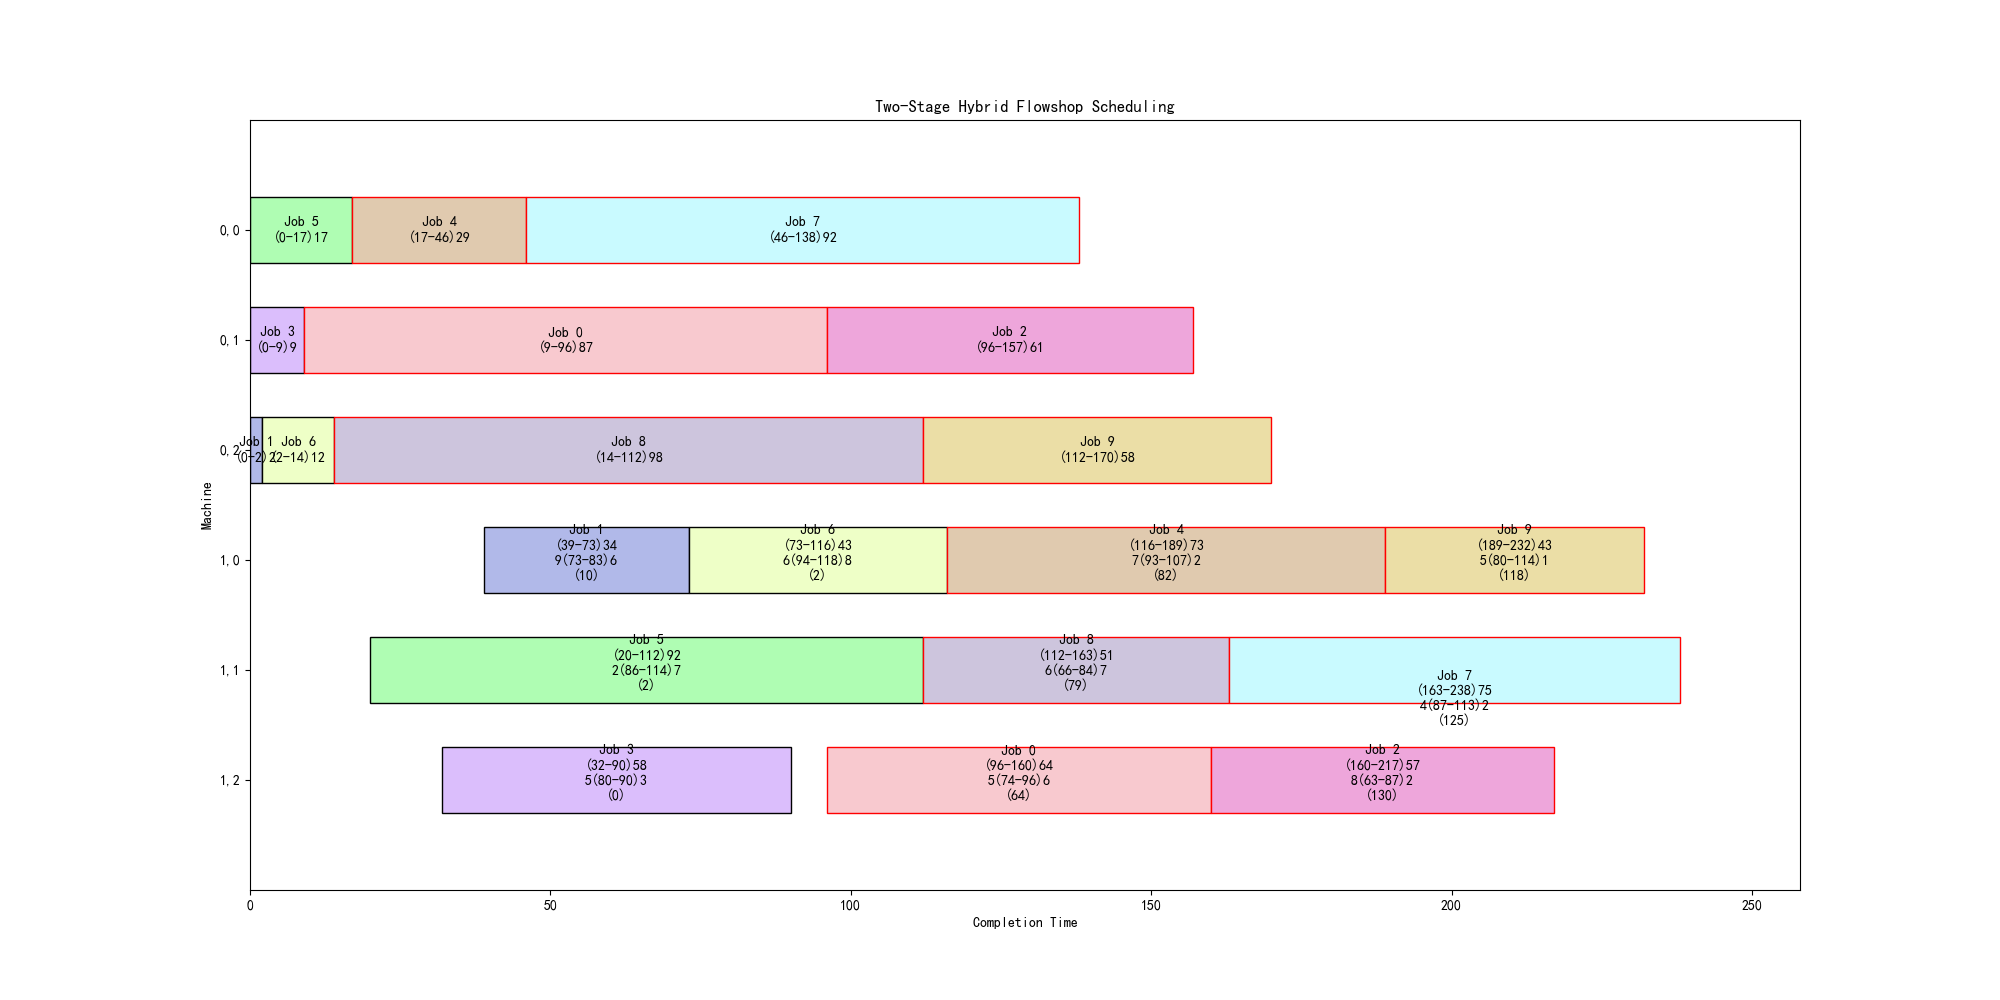 Two-Stage Hybrid Flowshop Scheduling
0,0
Job 5
(0-17)17
Job 4
(17-46)29
Job 7
(46-138)92
0,1
Job 3
(0-9)9
Job 0
(9-96)87
Job 2
(96-157)61
0,2
Job 1
(0-2)2
Job 6
(2-14)12
Job 8
(14-112)98
Job 9
(112-170)58
Machine
1,0
Job 1
(39-73)34
9(73-83)6
(10)
Job 6
(73-116)43
6(94-118)8
(2)
Job 4
(116-189)73
7(93-107)2
(82)
Job 9
(189-232)43
5(80-114)1
(118)
1,1
Job 5
(20-112)92
2(86-114)7
(2)
Job 8
(112-163)51
6(66-84)7
(79)
Job 7
(163-238)75
4(87-113)2
(125)
1,2
Job 3
(32-90)58
5(80-90)3
(0)
Job 0
(96-160)64
5(74-96)6
(64)
Job 2
(160-217)57
8(63-87)2
(130)
0
50
100
150
200
250
Completion Time